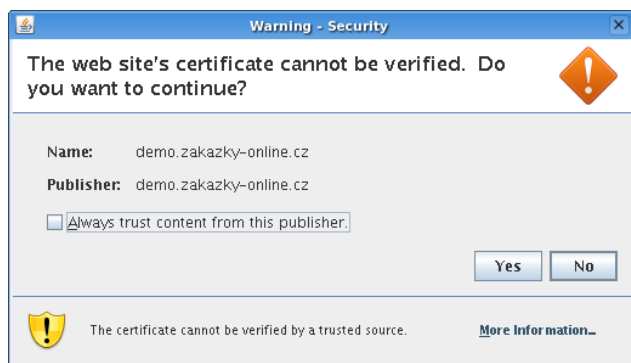 Warning - Security
The web site's certificate cannot be verified. Do
you want to continue?
Name: demo.zakazky-online.cz
Publisher: demo.zakazky-online.cz
Always trust content from this publisher.
Yes No
The certificate cannot be verified by a trusted source. More Information...